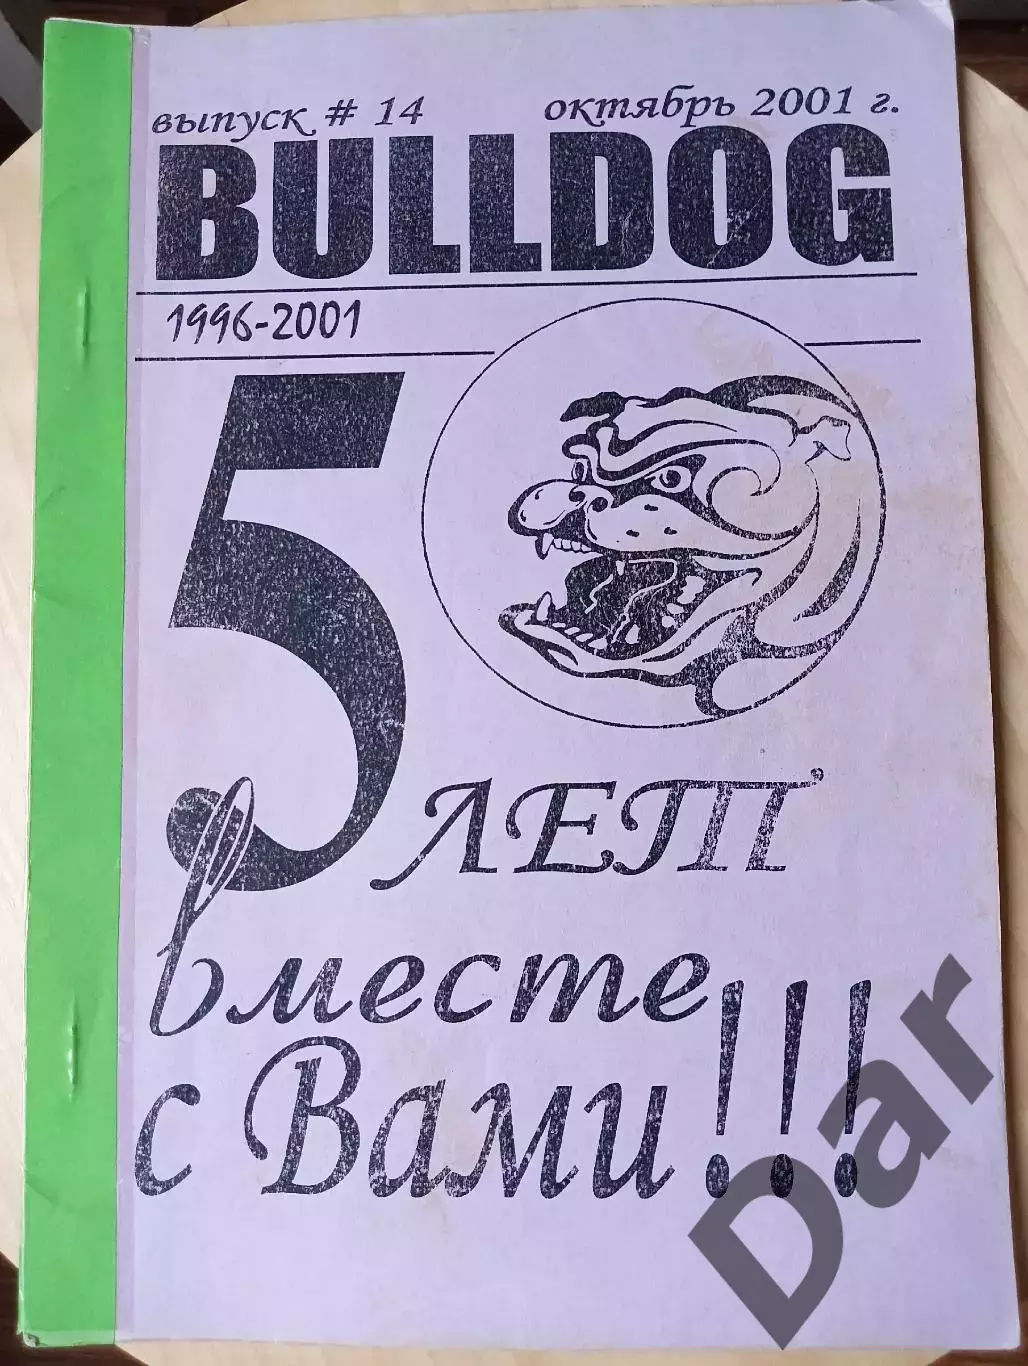 выпуск # 14 октябрь 2001 г.
BULLDOG
1996-2001
5
ЛЕТ
вместе
с Вами!!!
Dar